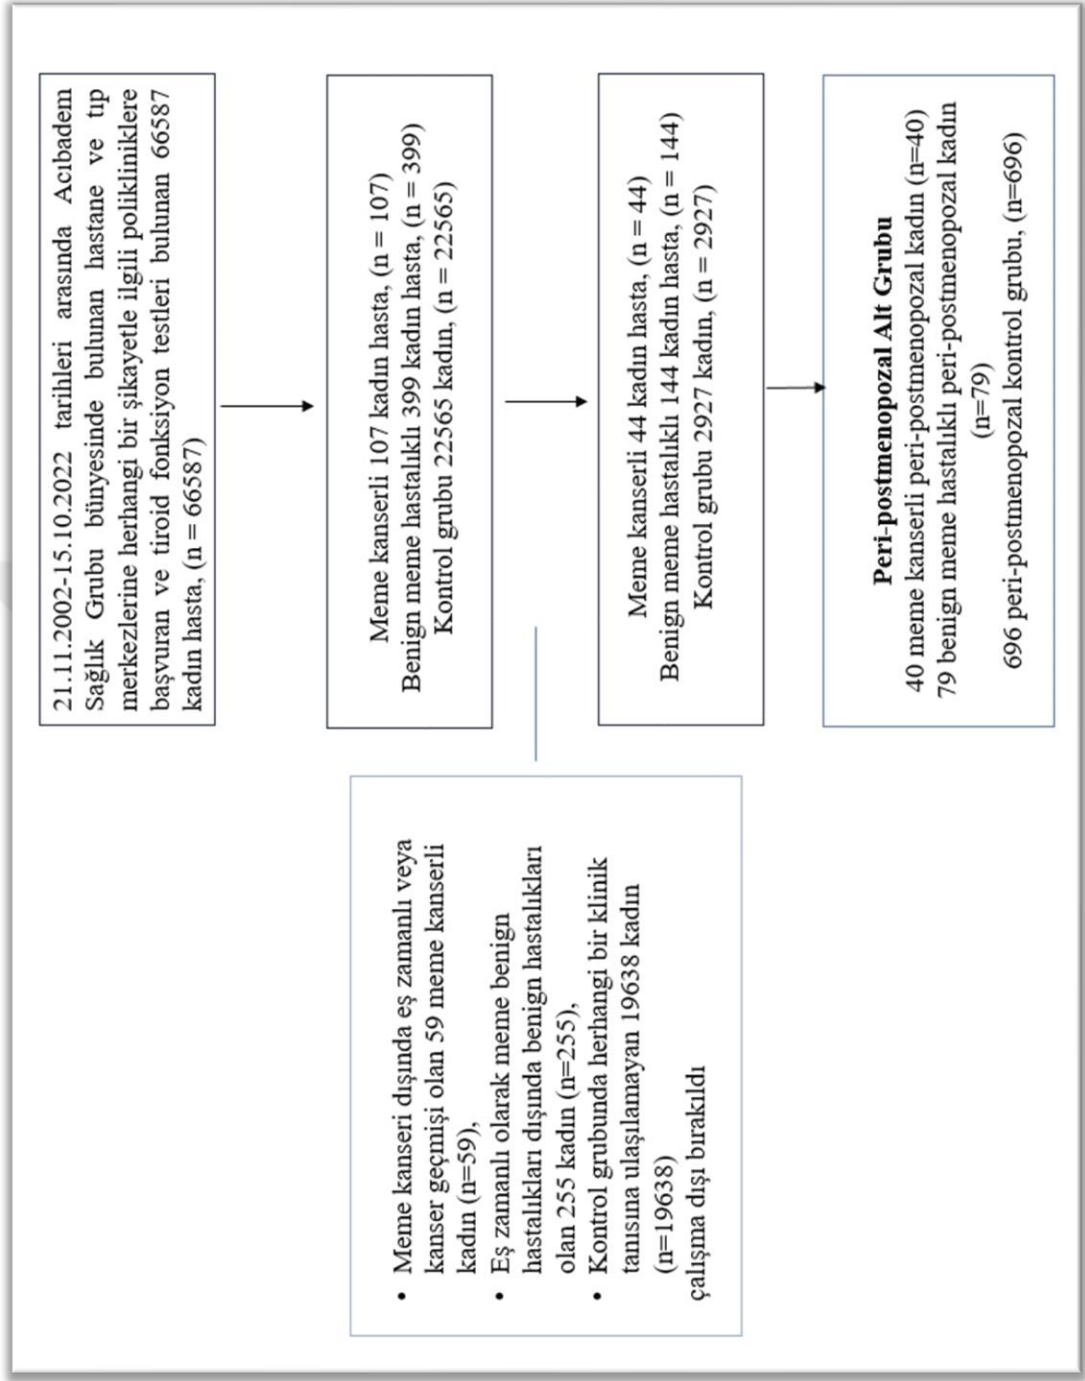 21.11.2002-15.10.2022 tarihleri arasında Acıbadem
Sağlık Grubu bünyesinde bulunan hastane ve tıp
merkezlerine herhangi bir şikayetle ilgili polikliniklere
başvuran ve tiroid fonksiyon testleri bulunan 66587
kadın hasta, (n = 66587)
Meme kanserli 107 kadın hasta, (n = 107)
Benign meme hastalıklı 399 kadın hasta, (n = 399)
Kontrol grubu 22565 kadın, (n = 22565)
• Meme kanseri dışında eş zamanlı veya
kanser geçmişi olan 59 meme kanserli
kadın (n=59),
• Eş zamanlı olarak meme benign
hastalıkları dışında benign hastalıkları
olan 255 kadın (n=255),
• Kontrol grubunda herhangi bir klinik
tanısına ulaşılamayan 19638 kadın
(n=19638)
çalışma dışı bırakıldı
Meme kanserli 44 kadın hasta, (n = 44)
Benign meme hastalıklı 144 kadın hasta, (n = 144)
Kontrol grubu 2927 kadın, (n = 2927)
Peri-postmenopozal Alt Grubu
40 meme kanserli peri-postmenopozal kadın (n=40)
79 benign meme hastalıklı peri-postmenopozal kadın
(n=79)
696 peri-postmenopozal kontrol grubu, (n=696)